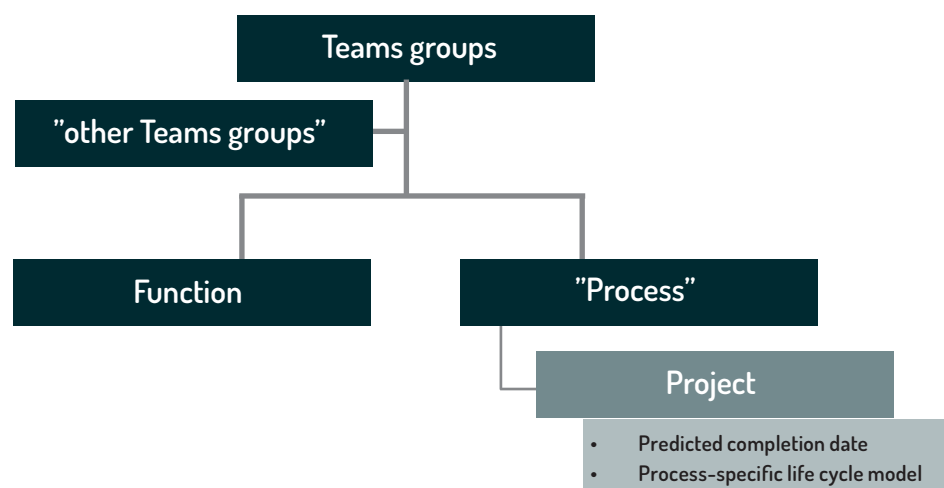 Teams groups
”other Teams groups”
Function
”Process”
Project
• Predicted completion date
• Process-specific life cycle model